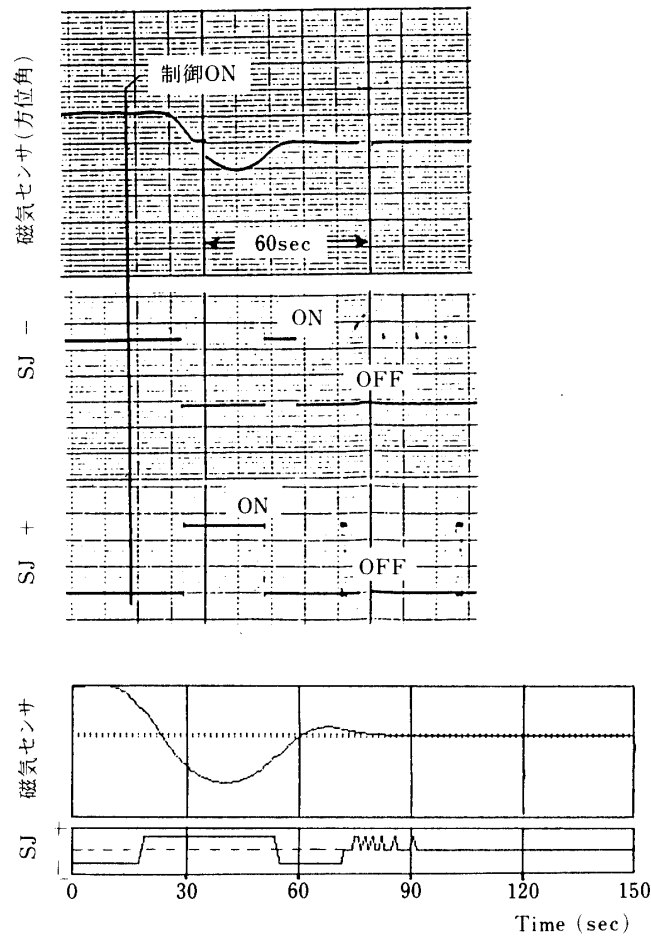 制御ON
磁気センサ(方位角)
60sec
SJ −
ON
OFF
SJ +
ON
OFF
磁気センサ
SJ
+
−
0 30 60 90 120 150
Time (sec)